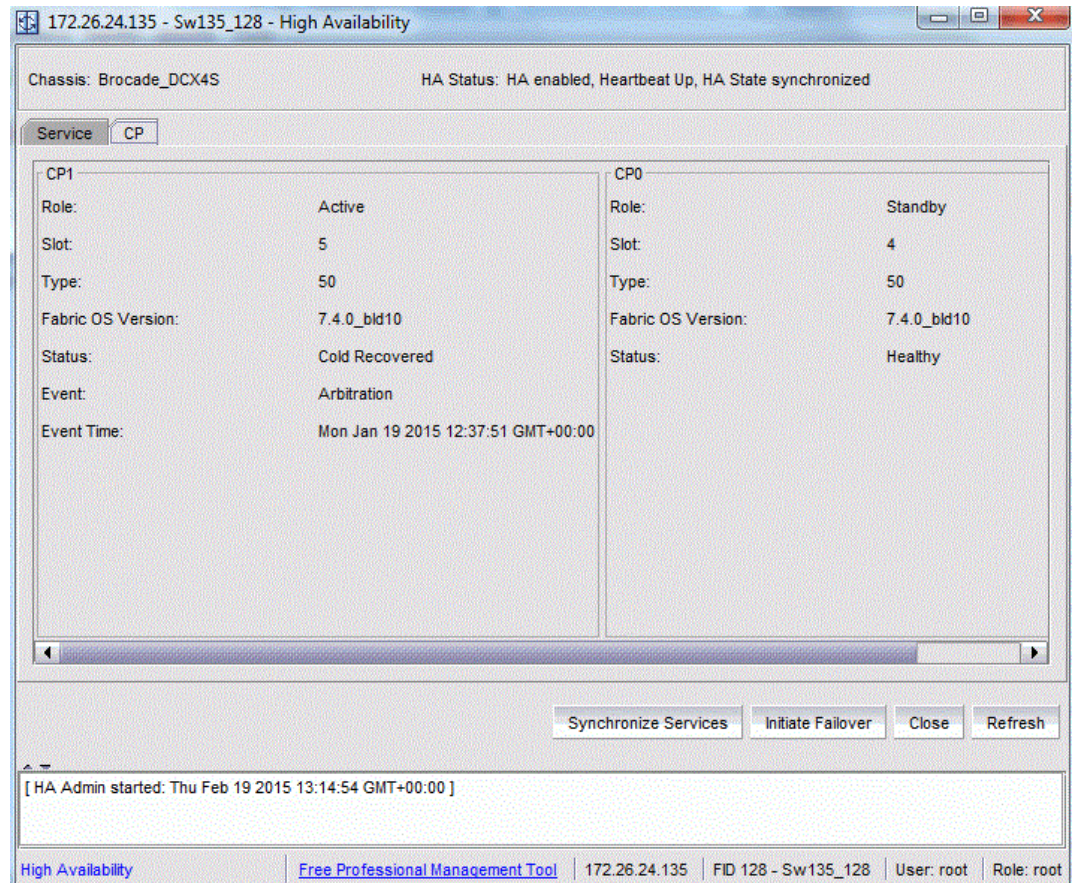 172.26.24.135 - Sw135_128 - High Availability
Chassis: Brocade_DCX4S HA Status: HA enabled, Heartbeat Up, HA State synchronized
Service CP
CP1 CP0
Role: Active Role: Standby
Slot: 5 Slot: 4
Type: 50 Type: 50
Fabric OS Version: 7.4.0_bld10 Fabric OS Version: 7.4.0_bld10
Status: Cold Recovered Status: Healthy
Event: Arbitration
Event Time: Mon Jan 19 2015 12:37:51 GMT+00:00
Synchronize Services Initiate Failover Close Refresh
[ HA Admin started: Thu Feb 19 2015 13:14:54 GMT+00:00 ]
High Availability Free Professional Management Tool 172.26.24.135 FID 128 - Sw135_128 User: root Role: root